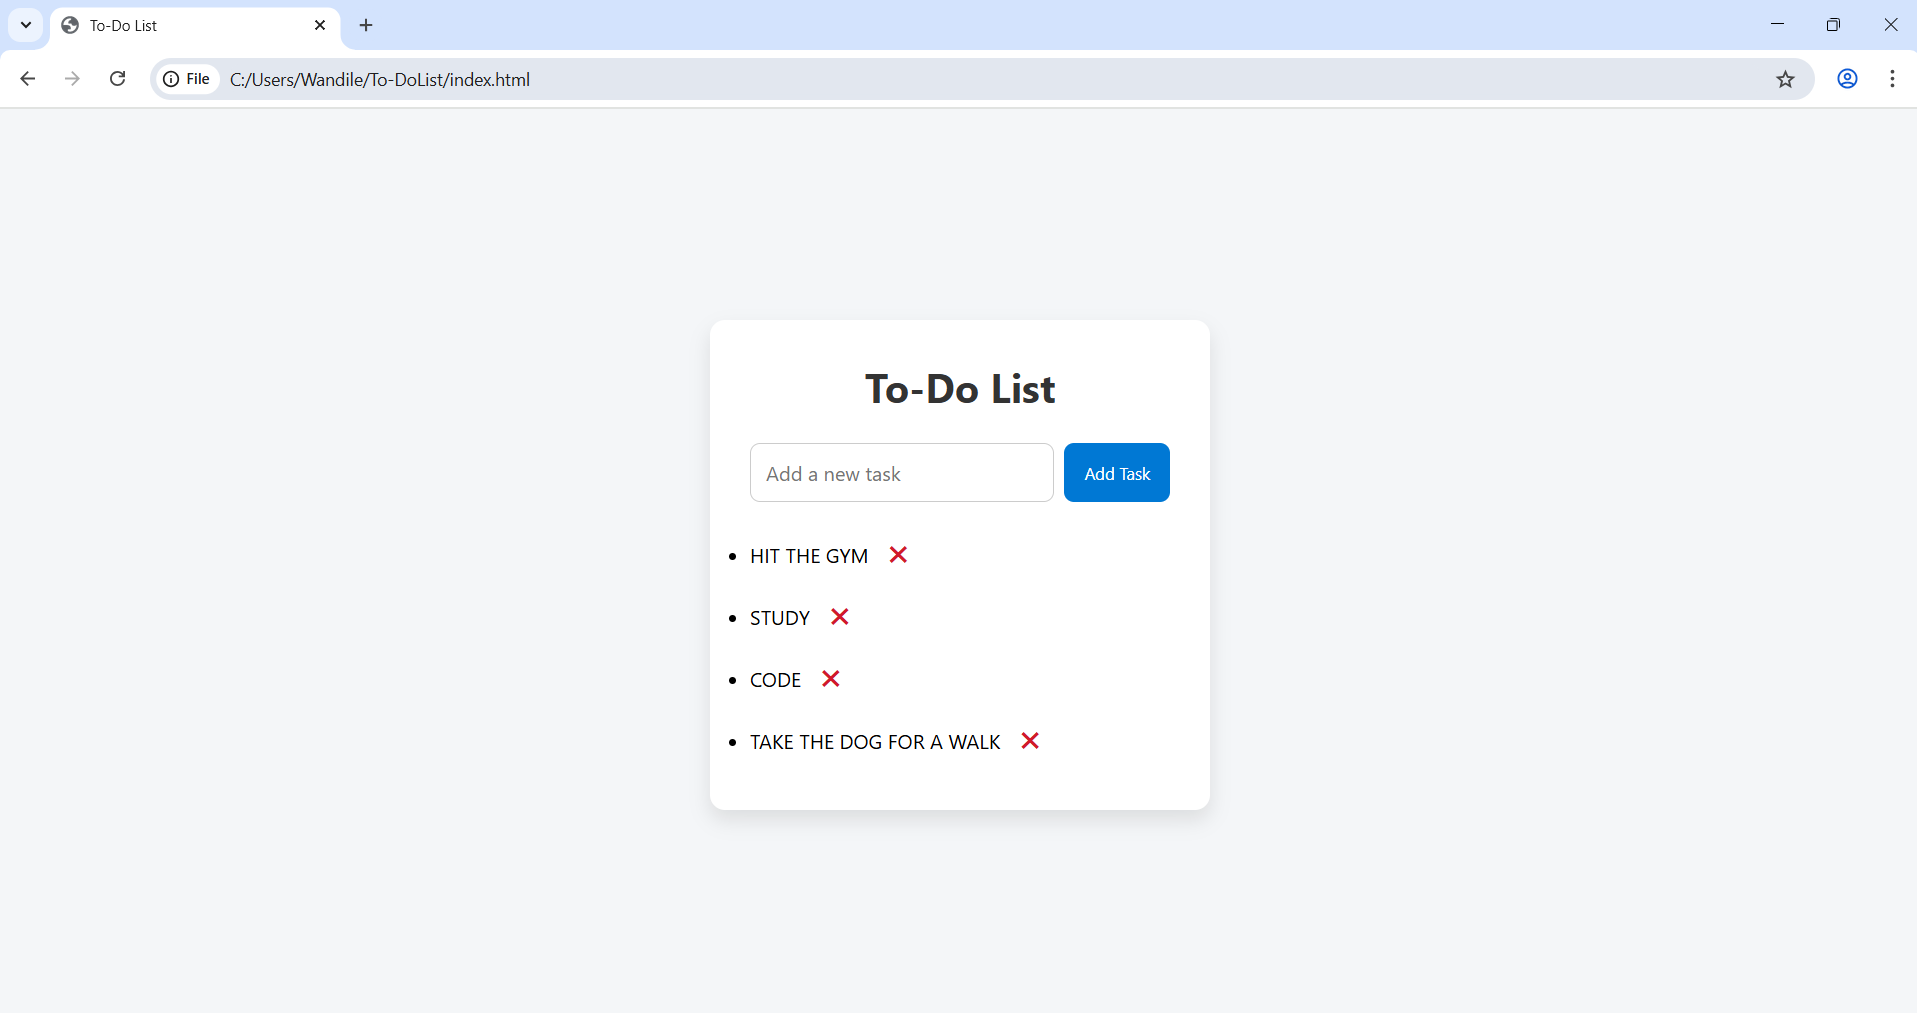 To-Do List
File C:/Users/Wandile/To-DoList/index.html
To-Do List
Add a new task
Add Task
HIT THE GYM
STUDY
CODE
TAKE THE DOG FOR A WALK